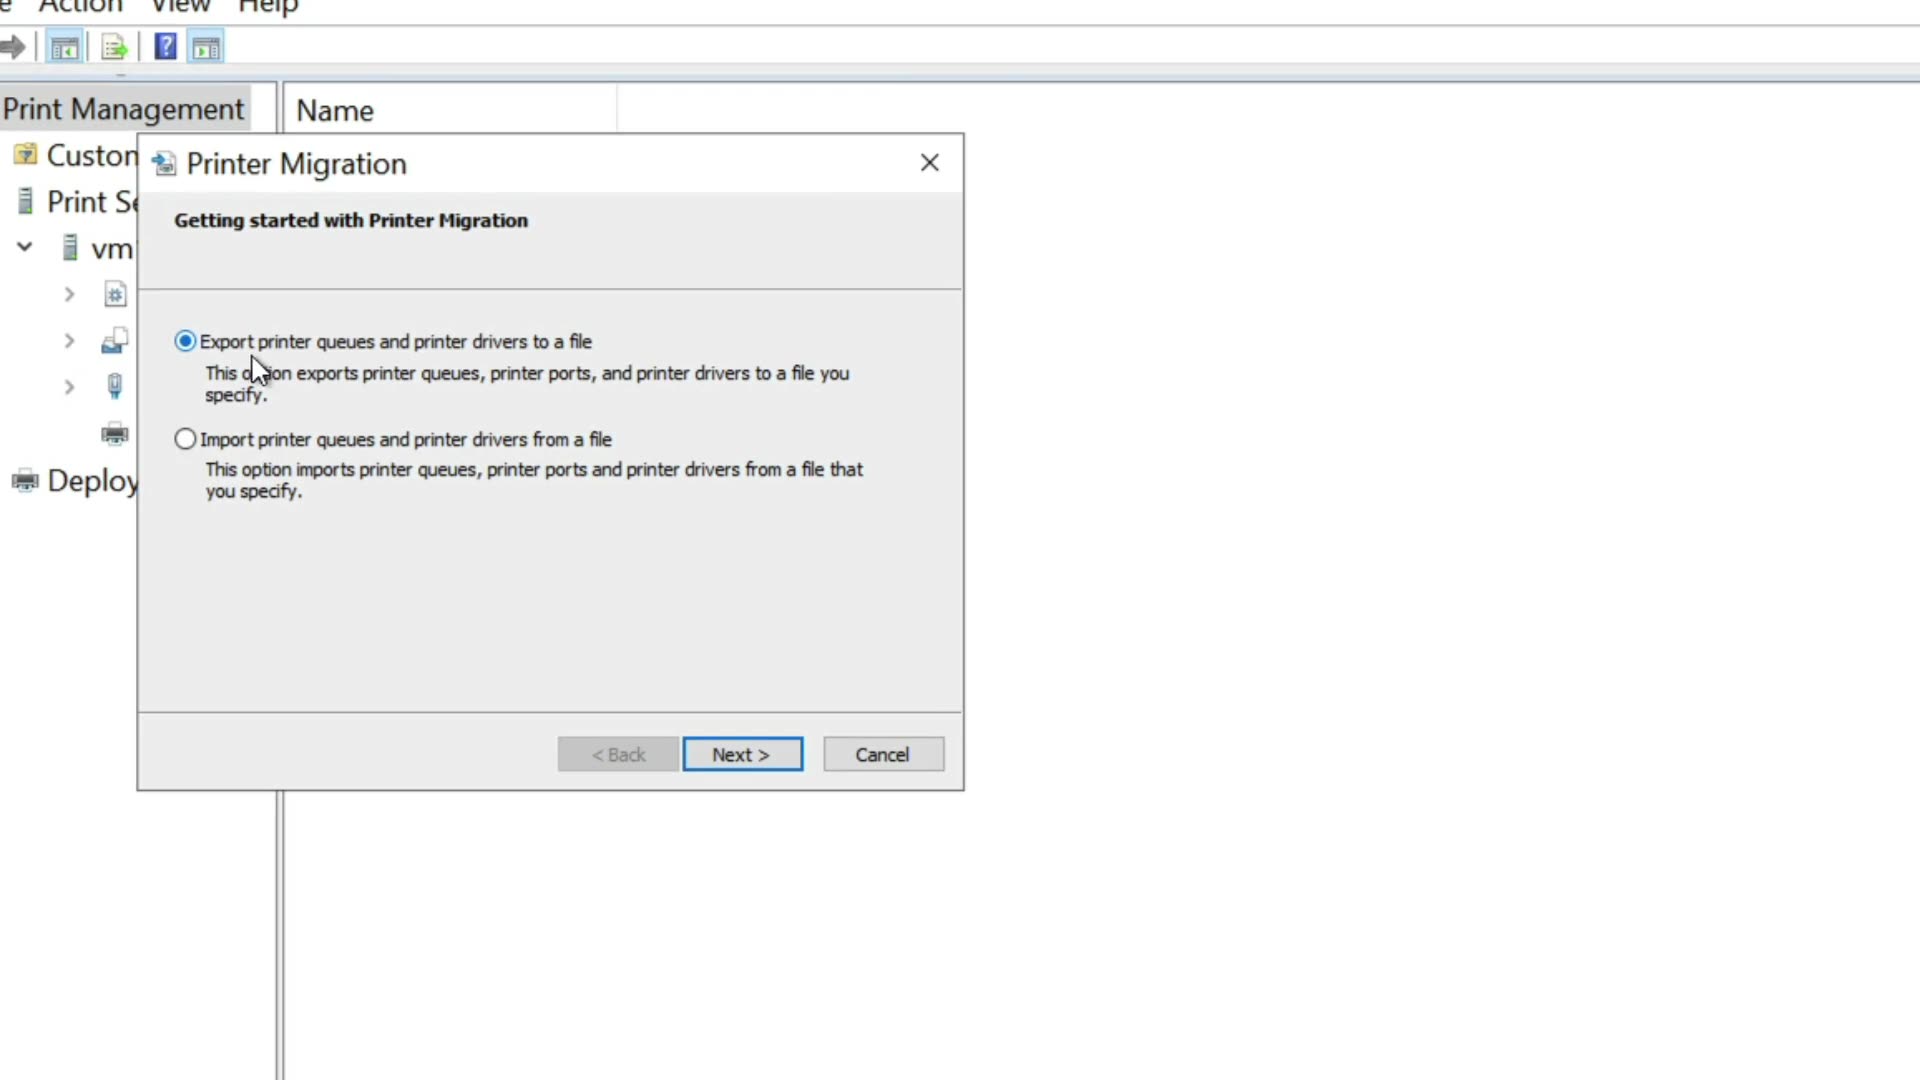 Action View Help
Print Management
Name
Custon
Printer Migration
Print Se
Getting started with Printer Migration
vm
Export printer queues and printer drivers to a file
This option exports printer queues, printer ports, and printer drivers to a file you
specify.
Import printer queues and printer drivers from a file
This option imports printer queues, printer ports and printer drivers from a file that
you specify.
Deploy
< Back Next > Cancel